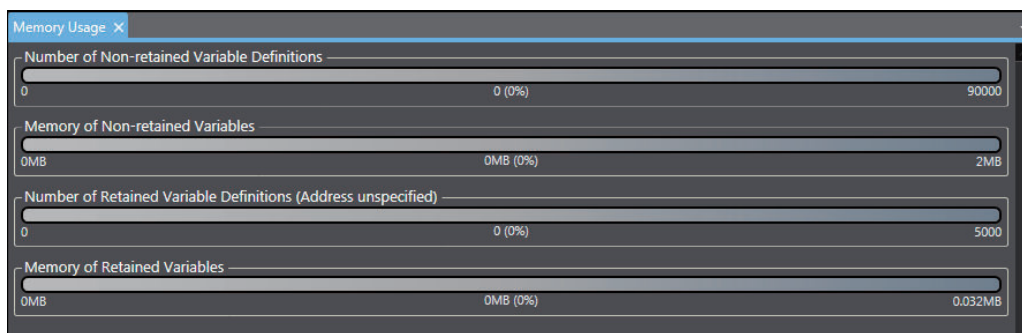 Memory Usage ×
Number of Non-retained Variable Definitions
0 0 (0%) 90000
Memory of Non-retained Variables
0MB 0MB (0%) 2MB
Number of Retained Variable Definitions (Address unspecified)
0 0 (0%) 5000
Memory of Retained Variables
0MB 0MB (0%) 0.032MB